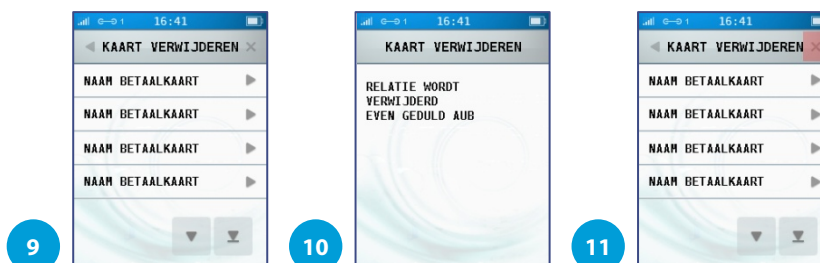 16:41
KAART VERWIJDEREN
NAAM BETAALKAART
NAAM BETAALKAART
NAAM BETAALKAART
NAAM BETAALKAART
9
16:41
KAART VERWIJDEREN
RELATIE WORDT
VERWIJDERD
EVEN GEDULD AUB
10
16:41
KAART VERWIJDEREN
NAAM BETAALKAART
NAAM BETAALKAART
NAAM BETAALKAART
NAAM BETAALKAART
11